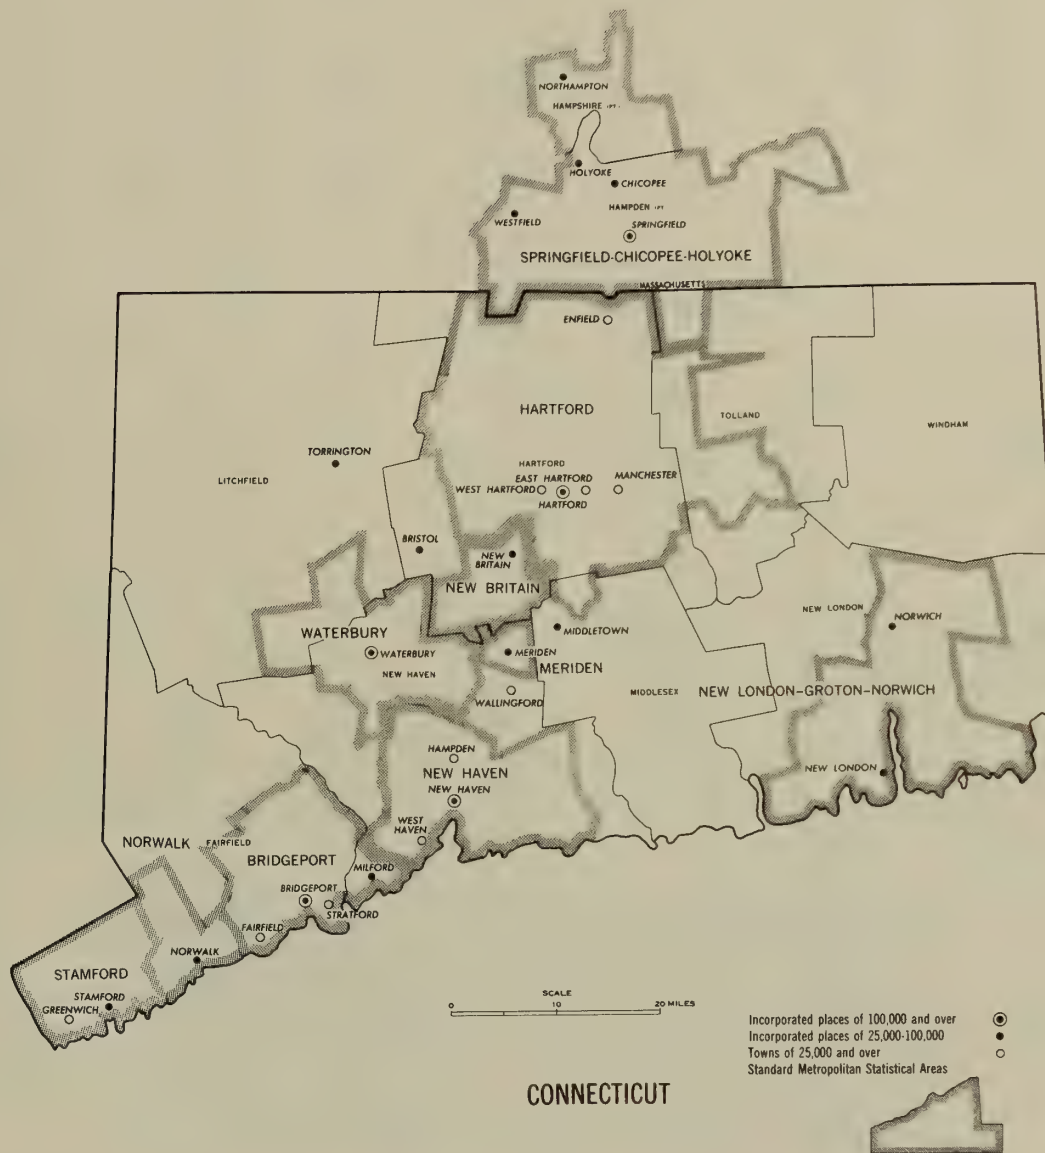 NORTHAMPTON
HAMPSHIRE (PT.)
HOLYOKE
CHICOPEE
WESTFIELD
HAMPDEN (PT.
SPRINGFIELD
SPRINGFIELD-CHICOPEE-HOLYOKE
MASSACHUSETTS
ENFIELD
HARTFORD
TOLLAND
WINDHAM
TORRINGTON
LITCHFIELD
HARTFORD
EAST HARTFORD
MANCHESTER
WEST HARTFORD
HARTFORD
BRISTOL
NEW
BRITAIN
NEW BRITAIN
NEW LONDON
NORWICH
WATERBURY
MIDDLETOWN
WATERBURY
MERIDEN
MERIDEN
NEW HAVEN
MIDDLESEX
NEW LONDON-GROTON-NORWICH
WALLINGFORD
HAMPDEN
NEW HAVEN
NEW LONDON
NEW HAVEN
WEST
HAVEN
NORWALK
FAIRFIELD
BRIDGEPORT
MILFORD
BRIDGEPORT
STRATFORD
FAIRFIELD
NORWALK
STAMFORD
STAMFORD
GREENWICH
SCALE
0 10 20 MILES
Incorporated places of 100,000 and over
Incorporated places of 25,000-100,000
Towns of 25,000 and over
Standard Metropolitan Statistical Areas
CONNECTICUT